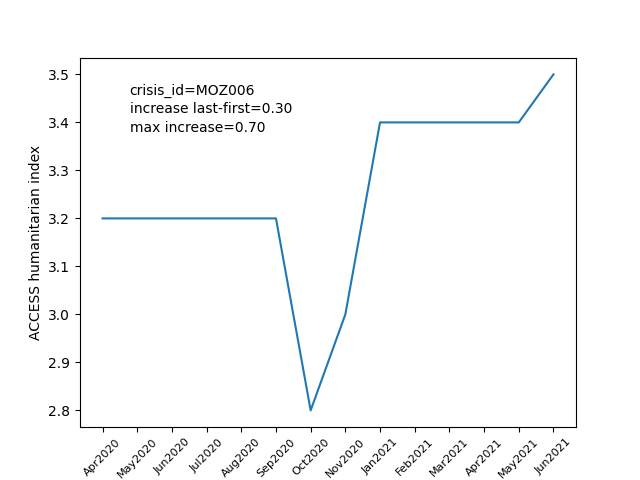 crisis_id=MOZ006
increase last-first=0.30
max increase=0.70
ACCESS humanitarian index
3.5
3.4
3.3
3.2
3.1
3.0
2.9
2.8
Apr2020
May2020
Jun2020
Jul2020
Aug2020
Sep2020
Oct2020
Nov2020
Jan2021
Feb2021
Mar2021
Apr2021
May2021
Jun2021